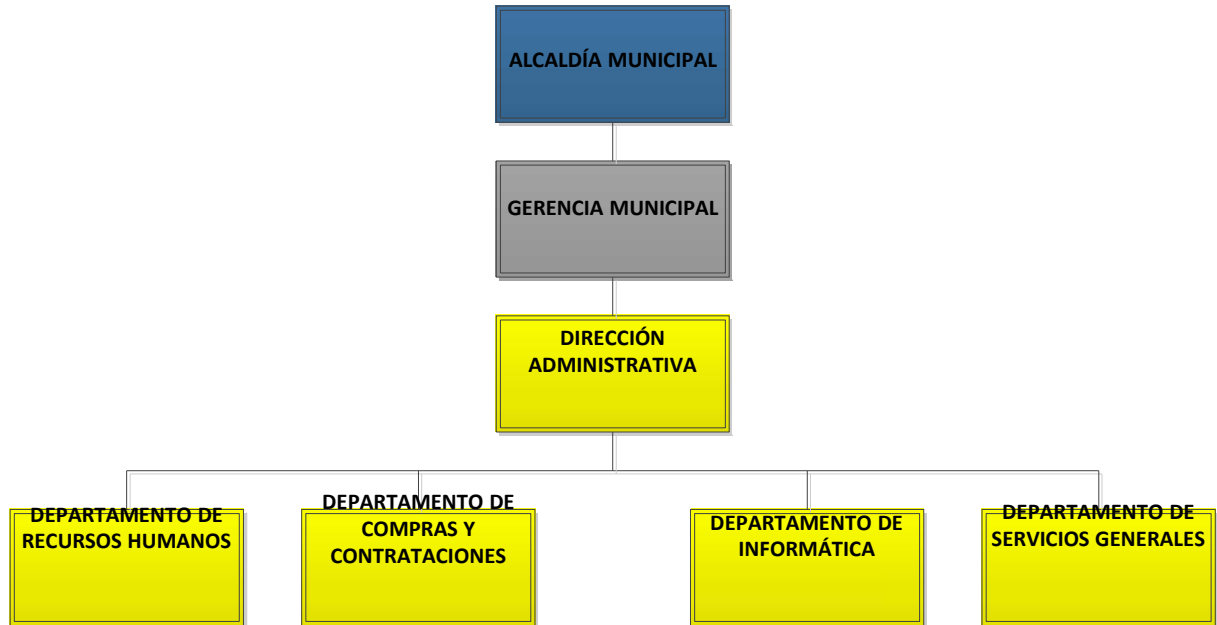 ALCALDÍA MUNICIPAL
GERENCIA MUNICIPAL
DIRECCIÓN
ADMINISTRATIVA
DEPARTAMENTO DE
RECURSOS HUMANOS
DEPARTAMENTO DE
COMPRAS Y
CONTRATACIONES
DEPARTAMENTO DE
INFORMÁTICA
DEPARTAMENTO DE
SERVICIOS GENERALES